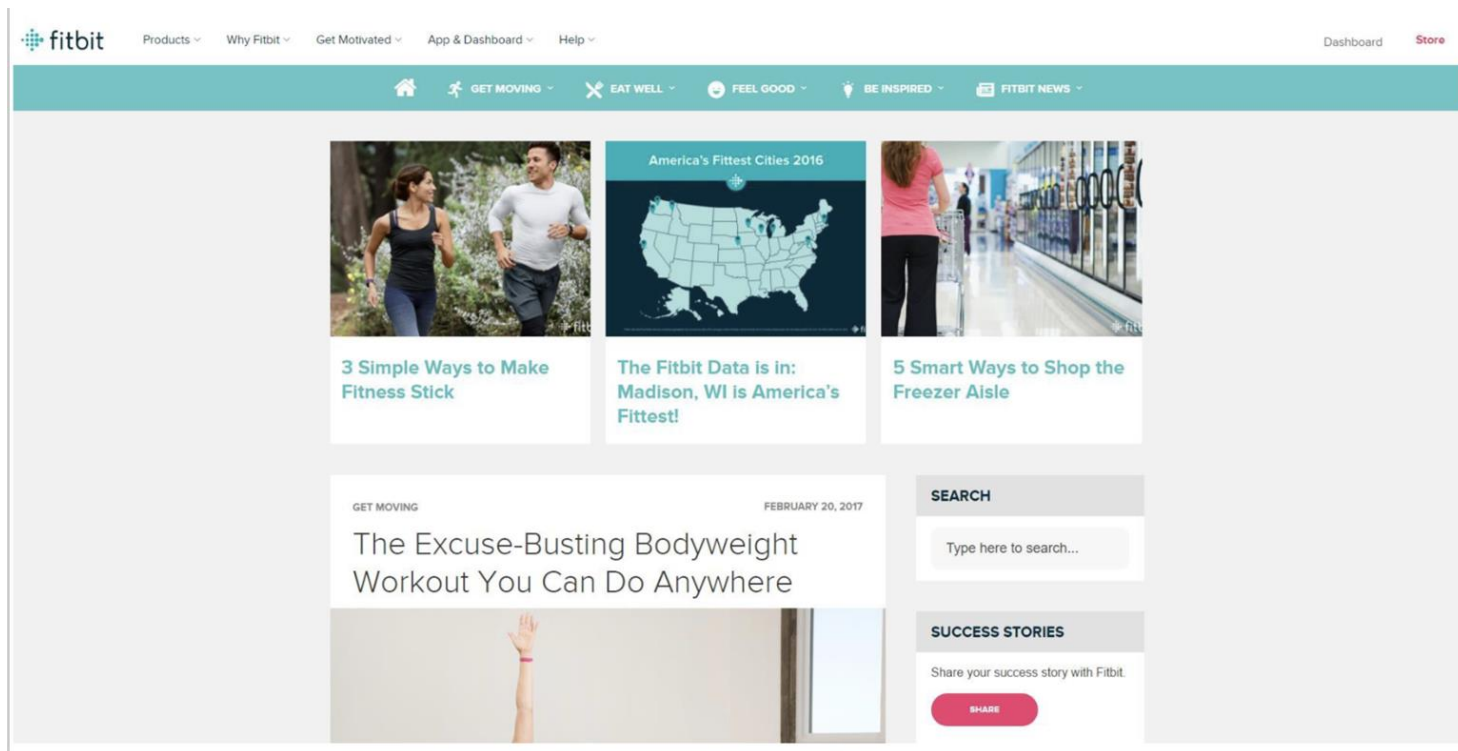 fitbit
Products
Why Fitbit
Get Motivated
App & Dashboard
Help
Dashboard
Store
GET MOVING
EAT WELL
FEEL GOOD
BE INSPIRED
FITBIT NEWS
America's Fittest Cities 2016
3 Simple Ways to Make
Fitness Stick
The Fitbit Data is in:
Madison, WI is America's
Fittest!
5 Smart Ways to Shop the
Freezer Aisle
GET MOVING
FEBRUARY 20, 2017
The Excuse-Busting Bodyweight
Workout You Can Do Anywhere
SEARCH
Type here to search...
SUCCESS STORIES
Share your success story with Fitbit.
SHARE